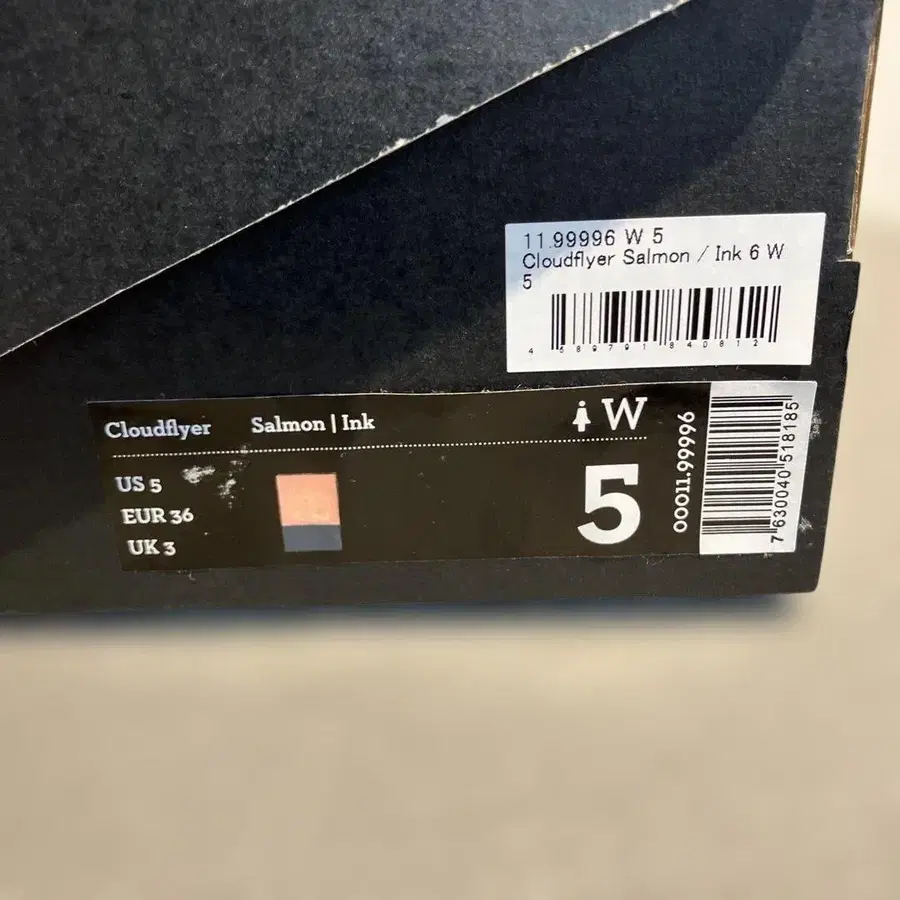 11.99996 W 5
Cloudflyer Salmon / Ink 6 W
5
4 589791 840812
Cloudflyer
Salmon | Ink
W
US 5
EUR 36
UK 3
5
00011.99996
7 630040 518185